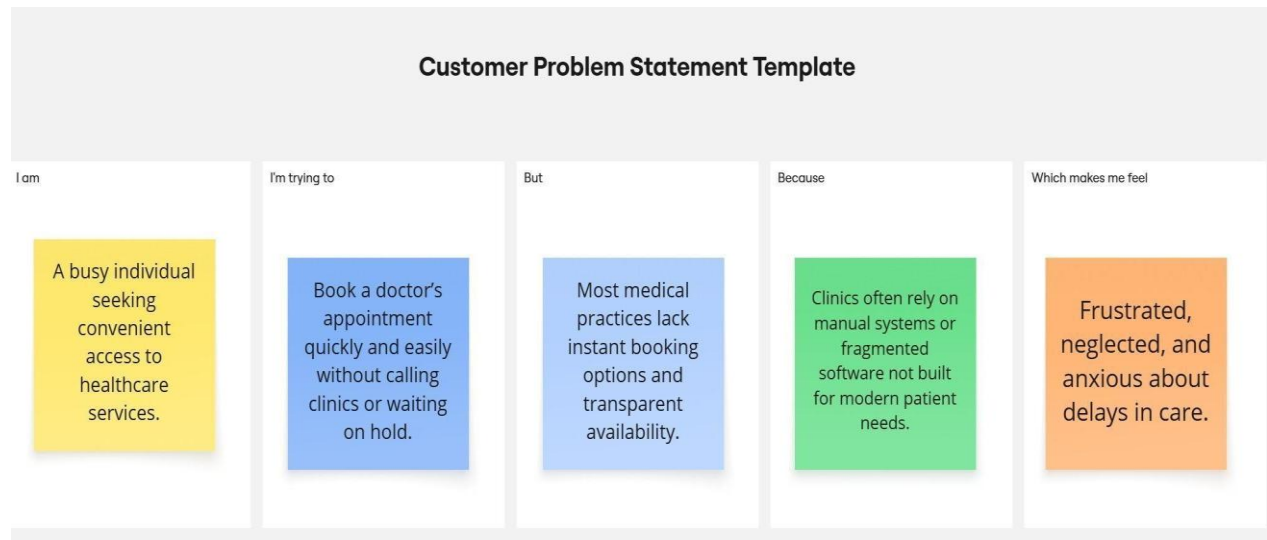 Customer Problem Statement Template
I am
A busy individual
seeking
convenient
access to
healthcare
services.
I'm trying to
Book a doctor’s
appointment
quickly and easily
without calling
clinics or waiting
on hold.
But
Most medical
practices lack
instant booking
options and
transparent
availability.
Because
Clinics often rely on
manual systems or
fragmented
software not built
for modern patient
needs.
Which makes me feel
Frustrated,
neglected, and
anxious about
delays in care.